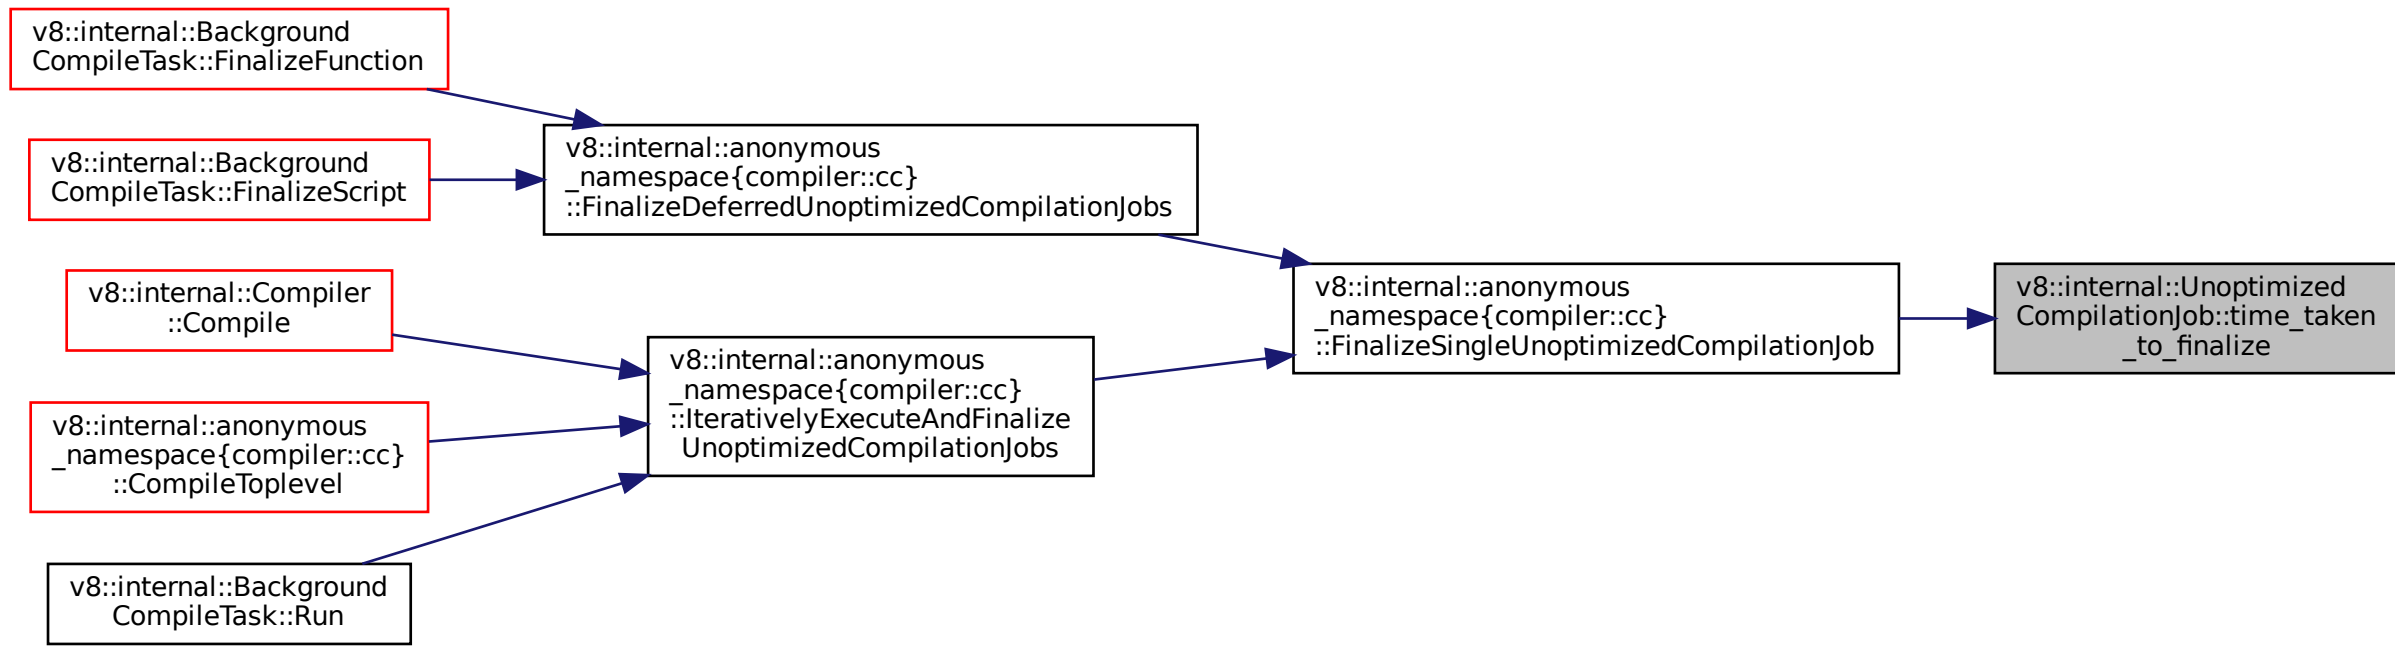 v8::internal::Background
CompileTask::FinalizeFunction
v8::internal::Background
CompileTask::FinalizeScript
v8::internal::Compiler
::Compile
v8::internal::anonymous
_namespace{compiler::cc}
::CompileToplevel
v8::internal::Background
CompileTask::Run
v8::internal::anonymous
_namespace{compiler::cc}
::FinalizeDeferredUnoptimizedCompilationJobs
v8::internal::anonymous
_namespace{compiler::cc}
::IterativelyExecuteAndFinalize
UnoptimizedCompilationJobs
v8::internal::anonymous
_namespace{compiler::cc}
::FinalizeSingleUnoptimizedCompilationJob
v8::internal::Unoptimized
CompilationJob::time_taken
_to_finalize